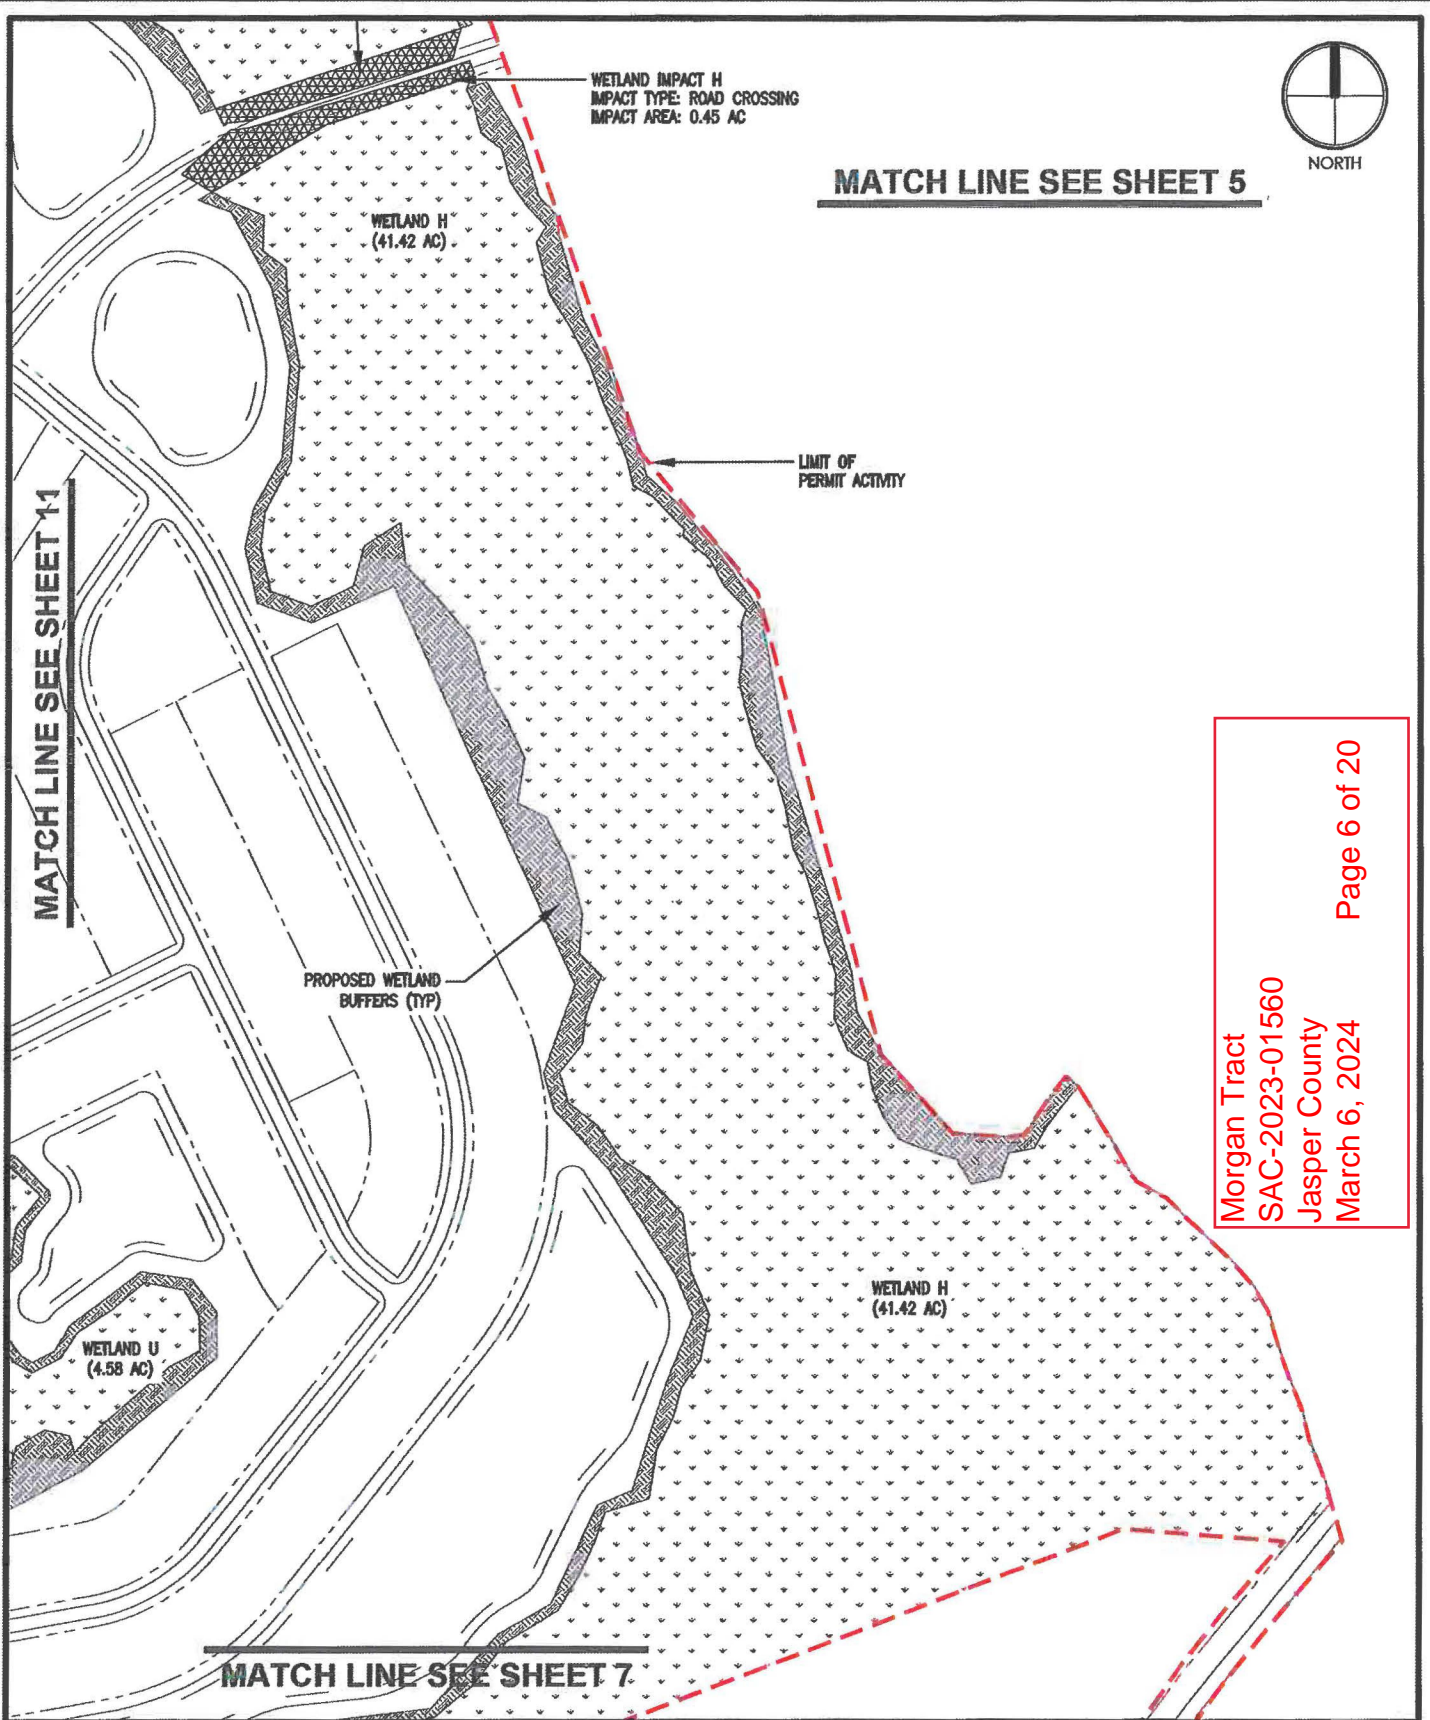 WETLAND IMPACT H
IMPACT TYPE: ROAD CROSSING
IMPACT AREA: 0.45 AC
NORTH
MATCH LINE SEE SHEET 5
WETLAND H
(41.42 AC)
LIMIT OF
PERMIT ACTIVITY
MATCH LINE SEE SHEET 11
PROPOSED WETLAND
BUFFERS (TYP)
Morgan Tract
SAC-2023-01560
Jasper County
March 6, 2024 Page 6 of 20
WETLAND H
(41.42 AC)
WETLAND U
(4.58 AC)
MATCH LINE SEE SHEET 7